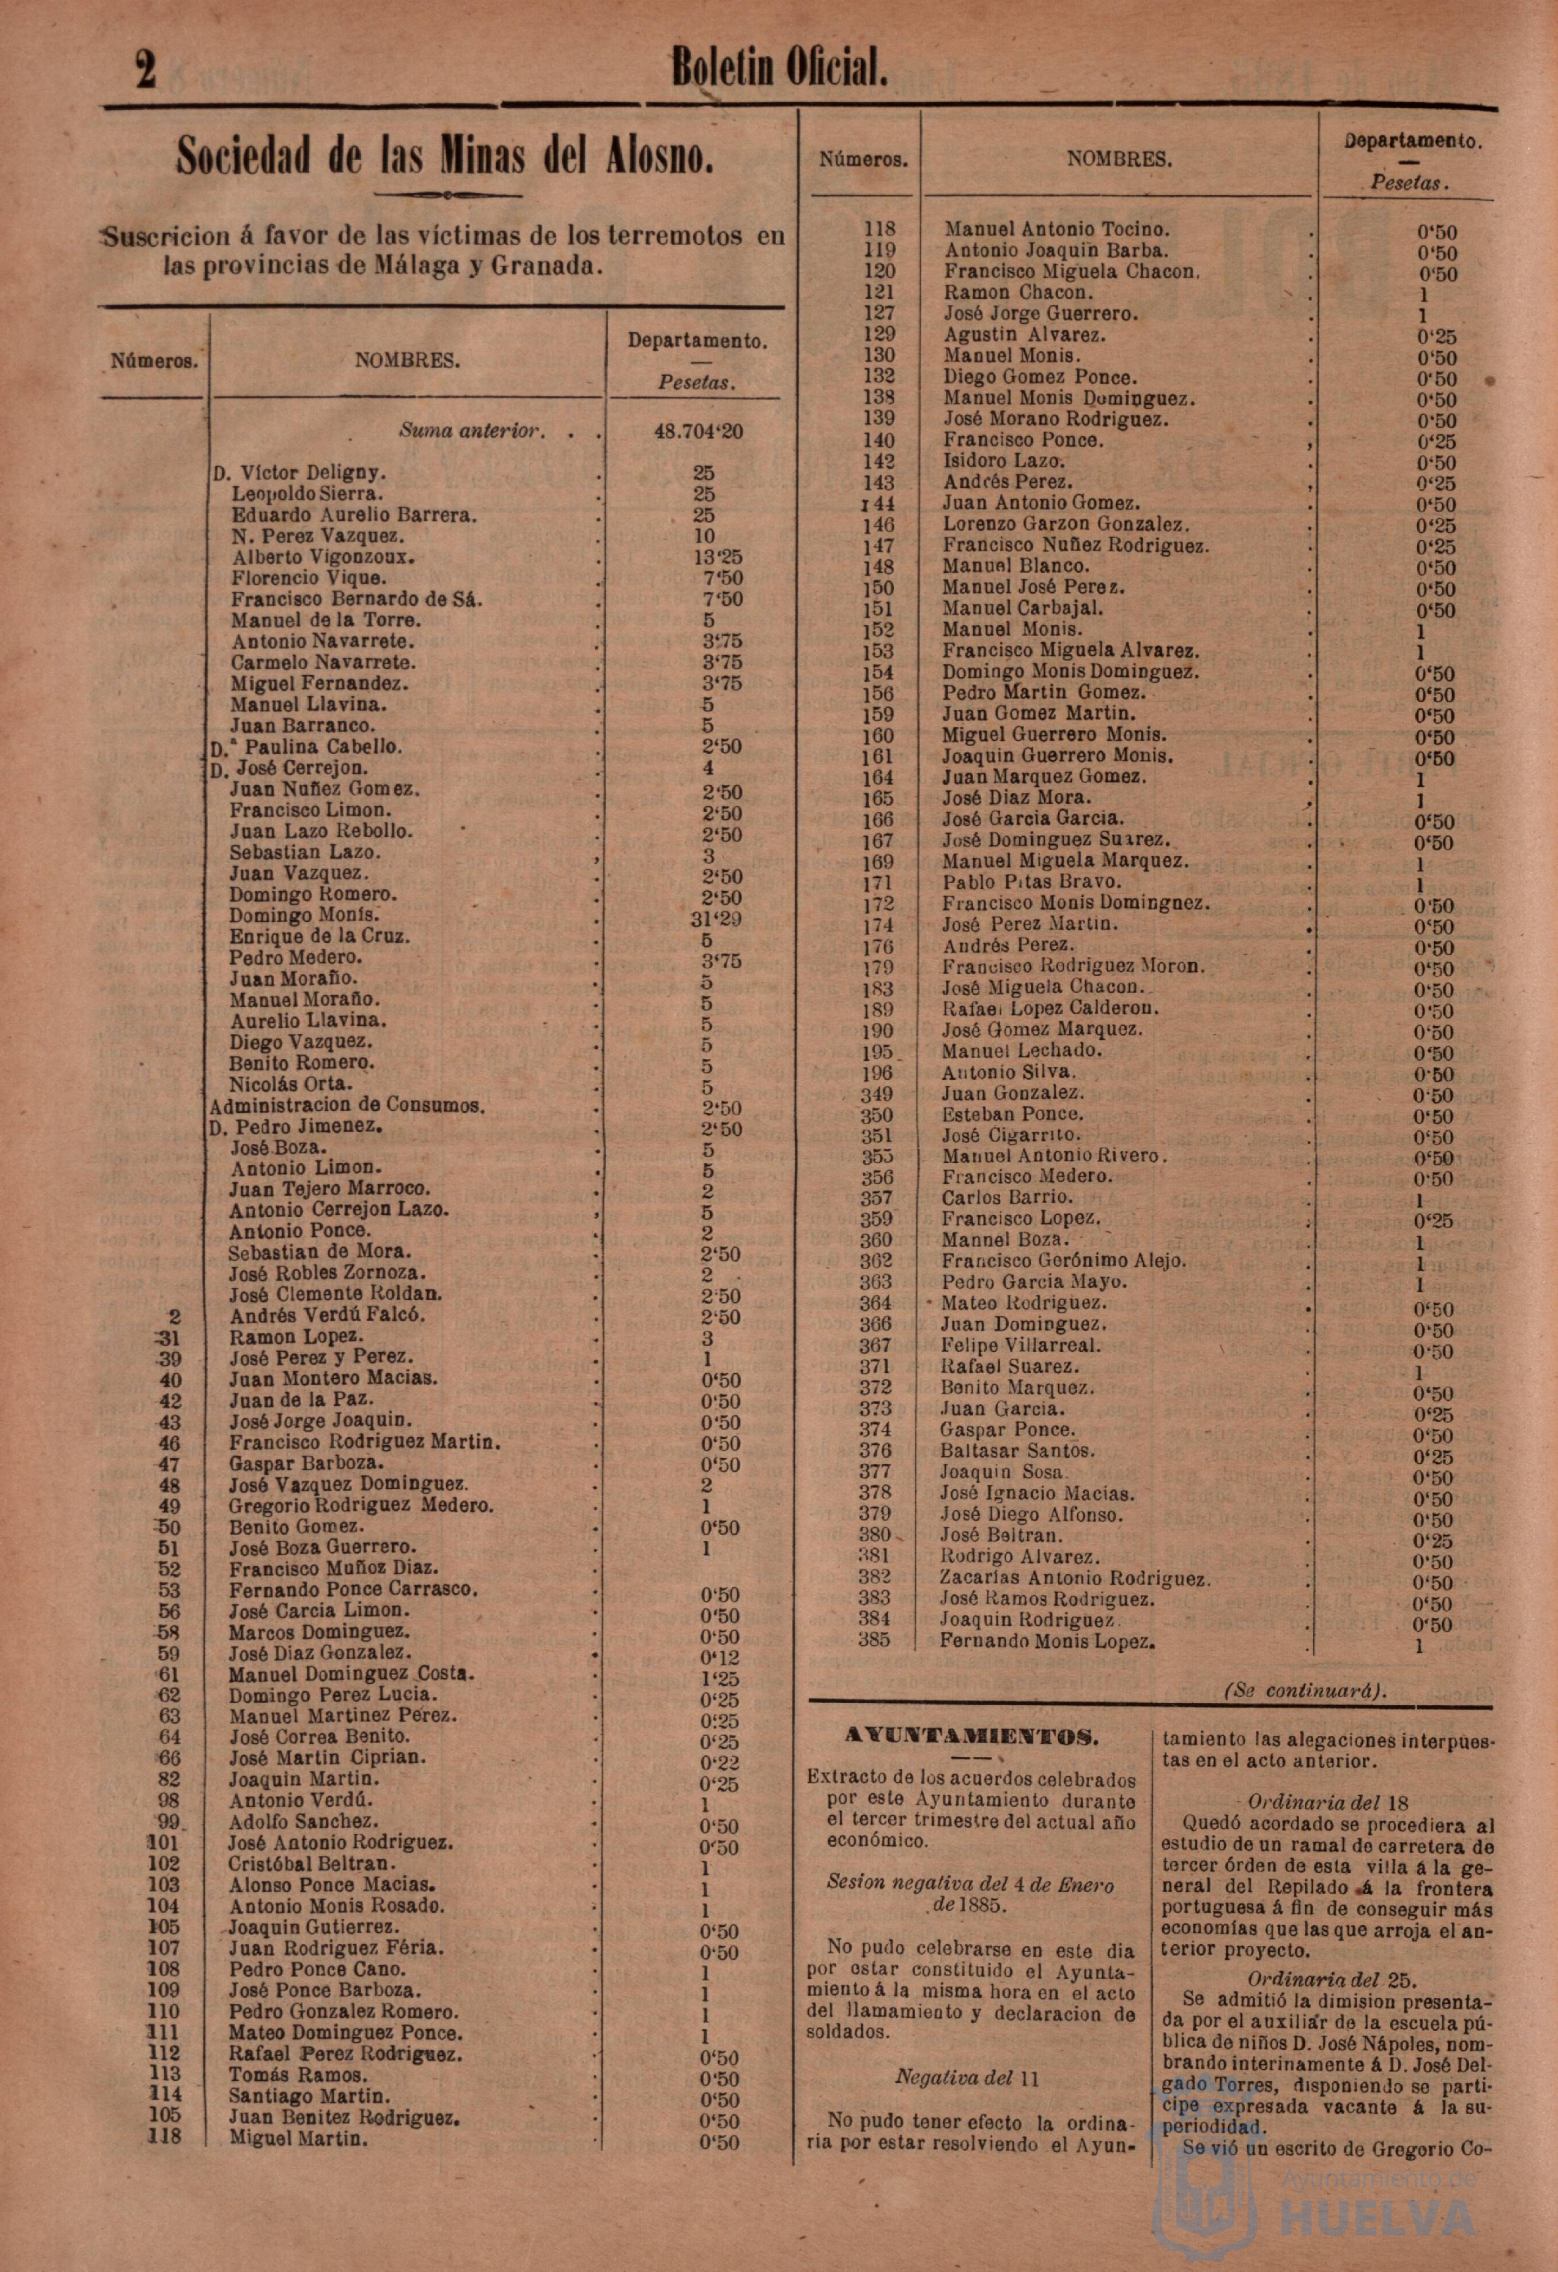 2
Boletin Oficial.
Sociedad de las Minas del Alosno.
Suscricion á favor de las víctimas de los terremotos en
las provincias de Málaga y Granada.
Números. NOMBRES. Departamento.
Pesetas.
Suma anterior. . . 48.704‘20
D. Víctor Deligny. . 25
Leopoldo Sierra. . 25
Eduardo Aurelio Barrera. . 25
N. Perez Vazquez. . 10
Alberto Vigonzoux. . 13‘25
Florencio Vique. . 7‘50
Francisco Bernardo de Sá. . 7‘50
Manuel de la Torre. . 5
Antonio Navarrete. . 3‘75
Carmelo Navarrete. . 3‘75
Miguel Fernandez. . 3‘75
Manuel Llavina. . 5
Juan Barranco. . 5
D.ª Paulina Cabello. . 2‘50
D. José Cerrejon. . 4
Juan Nuñez Gomez. . 2‘50
Francisco Limon. . 2‘50
Juan Lazo Rebollo. . 2‘50
Sebastian Lazo. , 3
Juan Vazquez. . 2‘50
Domingo Romero. . 2‘50
Domingo Monis. . 31‘29
Enrique de la Cruz. . 5
Pedro Medero. . 3‘75
Juan Moraño. . 5
Manuel Moraño. . 5
Aurelio Llavina. . 5
Diego Vazquez. . 5
Benito Romero. . 5
Nicolás Orta. . 5
Administracion de Consumos. . 2‘50
D. Pedro Jimenez. . 2‘50
José Boza. . 5
Antonio Limon. . 5
Juan Tejero Marroco. . 2
Antonio Cerrejon Lazo. , 5
Antonio Ponce. . 2
Sebastian de Mora. . 2‘50
José Robles Zornoza. . 2
José Clemente Roldan. . 2‘50
2 Andrés Verdú Falcó. . 2‘50
31 Ramon Lopez. . 3
39 José Perez y Perez. . 1
40 Juan Montero Macias. . 0‘50
42 Juan de la Paz. . 0‘50
43 José Jorge Joaquin. . 0‘50
46 Francisco Rodriguez Martin. . 0‘50
47 Gaspar Barboza. . 0‘50
48 José Vazquez Dominguez. . 2
49 Gregorio Rodriguez Medero. . 1
50 Benito Gomez. . 0‘50
51 José Boza Guerrero. . 1
52 Francisco Muñoz Diaz.
53 Fernando Ponce Carrasco. . 0‘50
56 José Carcia Limon. . 0‘50
58 Marcos Dominguez. . 0‘50
59 José Diaz Gonzalez. . 0‘12
61 Manuel Dominguez Costa. . 1‘25
62 Domingo Perez Lucia. . 0‘25
63 Manuel Martinez Perez. . 0‘25
64 José Correa Benito. . 0‘25
66 José Martin Ciprian. . 0‘22
82 Joaquin Martin. . 0‘25
98 Antonio Verdú. . 1
99 Adolfo Sanchez. . 0‘50
101 José Antonio Rodriguez. . 0‘50
102 Cristóbal Beltran. . 1
103 Alonso Ponce Macias. . 1
104 Antonio Monis Rosado. . 1
105 Joaquin Gutierrez. . 0‘50
107 Juan Rodriguez Féria. . 0‘50
108 Pedro Ponce Cano. . 1
109 José Ponce Barboza. . 1
110 Pedro Gonzalez Romero. . 1
111 Mateo Dominguez Ponce. . 1
112 Rafael Perez Rodriguez. . 0‘50
113 Tomás Ramos. . 0‘50
114 Santiago Martin. . 0‘50
105 Juan Benitez Rodriguez. . 0‘50
118 Miguel Martin. . 0‘50
Números. NOMBRES. Departamento.
Pesetas.
118 Manuel Antonio Tocino. . 0‘50
119 Antonio Joaquin Barba. . 0‘50
120 Francisco Miguela Chacon. . 0‘50
121 Ramon Chacon. . 1
127 José Jorge Guerrero. . 1
129 Agustin Alvarez. . 0‘25
130 Manuel Monis. . 0‘50
132 Diego Gomez Ponce. . 0‘50
138 Manuel Monis Dominguez. . 0‘50
139 José Morano Rodriguez. . 0‘50
140 Francisco Ponce. , 0‘25
142 Isidoro Lazo. . 0‘50
143 Andrés Perez. , 0‘25
144 Juan Antonio Gomez. . 0‘50
146 Lorenzo Garzon Gonzalez. . 0‘25
147 Francisco Nuñez Rodriguez. . 0‘25
148 Manuel Blanco. . 0‘50
150 Manuel José Perez. . 0‘50
151 Manuel Carbajal. . 0‘50
152 Manuel Monis. . 1
153 Francisco Miguela Alvarez. . 1
154 Domingo Monis Dominguez. . 0‘50
156 Pedro Martin Gomez. . 0‘50
159 Juan Gomez Martin. . 0‘50
160 Miguel Guerrero Monis. . 0‘50
161 Joaquin Guerrero Monis. . 0‘50
164 Juan Marquez Gomez. . 1
165 José Diaz Mora. , 1
166 José Garcia Garcia. . 0‘50
167 José Dominguez Suarez. . 0‘50
169 Manuel Miguela Marquez. . 1
171 Pablo Pitas Bravo. . 1
172 Francisco Monis Domingnez. . 0‘50
174 José Perez Martin. . 0‘50
176 Andrés Perez. . 0‘50
179 Francisco Rodriguez Moron. . 0‘50
183 José Miguela Chacon. . 0‘50
189 Rafael Lopez Calderon. . 0‘50
190 José Gomez Marquez. . 0‘50
195 Manuel Lechado. . 0‘50
196 Antonio Silva. . 0‘50
349 Juan Gonzalez. . 0‘50
350 Esteban Ponce. . 0‘50
351 José Cigarrito. . 0‘50
355 Manuel Antonio Rivero. . 0‘50
356 Francisco Medero. . 0‘50
357 Carlos Barrio. . 1
359 Francisco Lopez. . 0‘25
360 Mannel Boza. . 1
362 Francisco Gerónimo Alejo. . 1
363 Pedro Garcia Mayo. . 1
364 Mateo Rodriguez. . 0‘50
366 Juan Dominguez. . 0‘50
367 Felipe Villarreal. . 0‘50
371 Rafael Suarez. . 1
372 Benito Marquez. . 0‘50
373 Juan Garcia. . 0‘25
374 Gaspar Ponce. . 0‘50
376 Baltasar Santos. . 0‘25
377 Joaquin Sosa. . 0‘50
378 José Ignacio Macias. . 0‘50
379 José Diego Alfonso. . 0‘50
380 José Beltran. . 0‘25
381 Rodrigo Alvarez. . 0‘50
382 Zacarías Antonio Rodriguez. . 0‘50
383 José Ramos Rodriguez. . 0‘50
384 Joaquin Rodriguez. . 0‘50
385 Fernando Monis Lopez. . 1
(Se continuará).
AYUNTAMIENTOS.
Extracto de los acuerdos celebrados
por este Ayuntamiento durante
el tercer trimestre del actual año
económico.
Sesion negativa del 4 de Enero
de 1885.
No pudo celebrarse en este dia
por estar constituido el Ayunta-
miento á la misma hora en el acto
del llamamiento y declaracion de
soldados.
Negativa del 11
No pudo tener efecto la ordina-
ria por estar resolviendo el Ayun-
tamiento las alegaciones interpues-
tas en el acto anterior.
Ordinaria del 18
Quedó acordado se procediera al
estudio de un ramal de carretera de
tercer órden de esta villa á la ge-
neral del Repilado á la frontera
portuguesa á fin de conseguir más
economías que las que arroja el an-
terior proyecto.
Ordinaria del 25.
Se admitió la dimision presenta-
da por el auxiliar de la escuela pú-
blica de niños D. José Nápoles, nom-
brando interinamente á D. José Del-
gado Torres, disponiendo se parti-
cipe expresada vacante á la su-
periodidad.
Se vió un escrito de Gregorio Co-
Ayuntamiento de
HUELVA